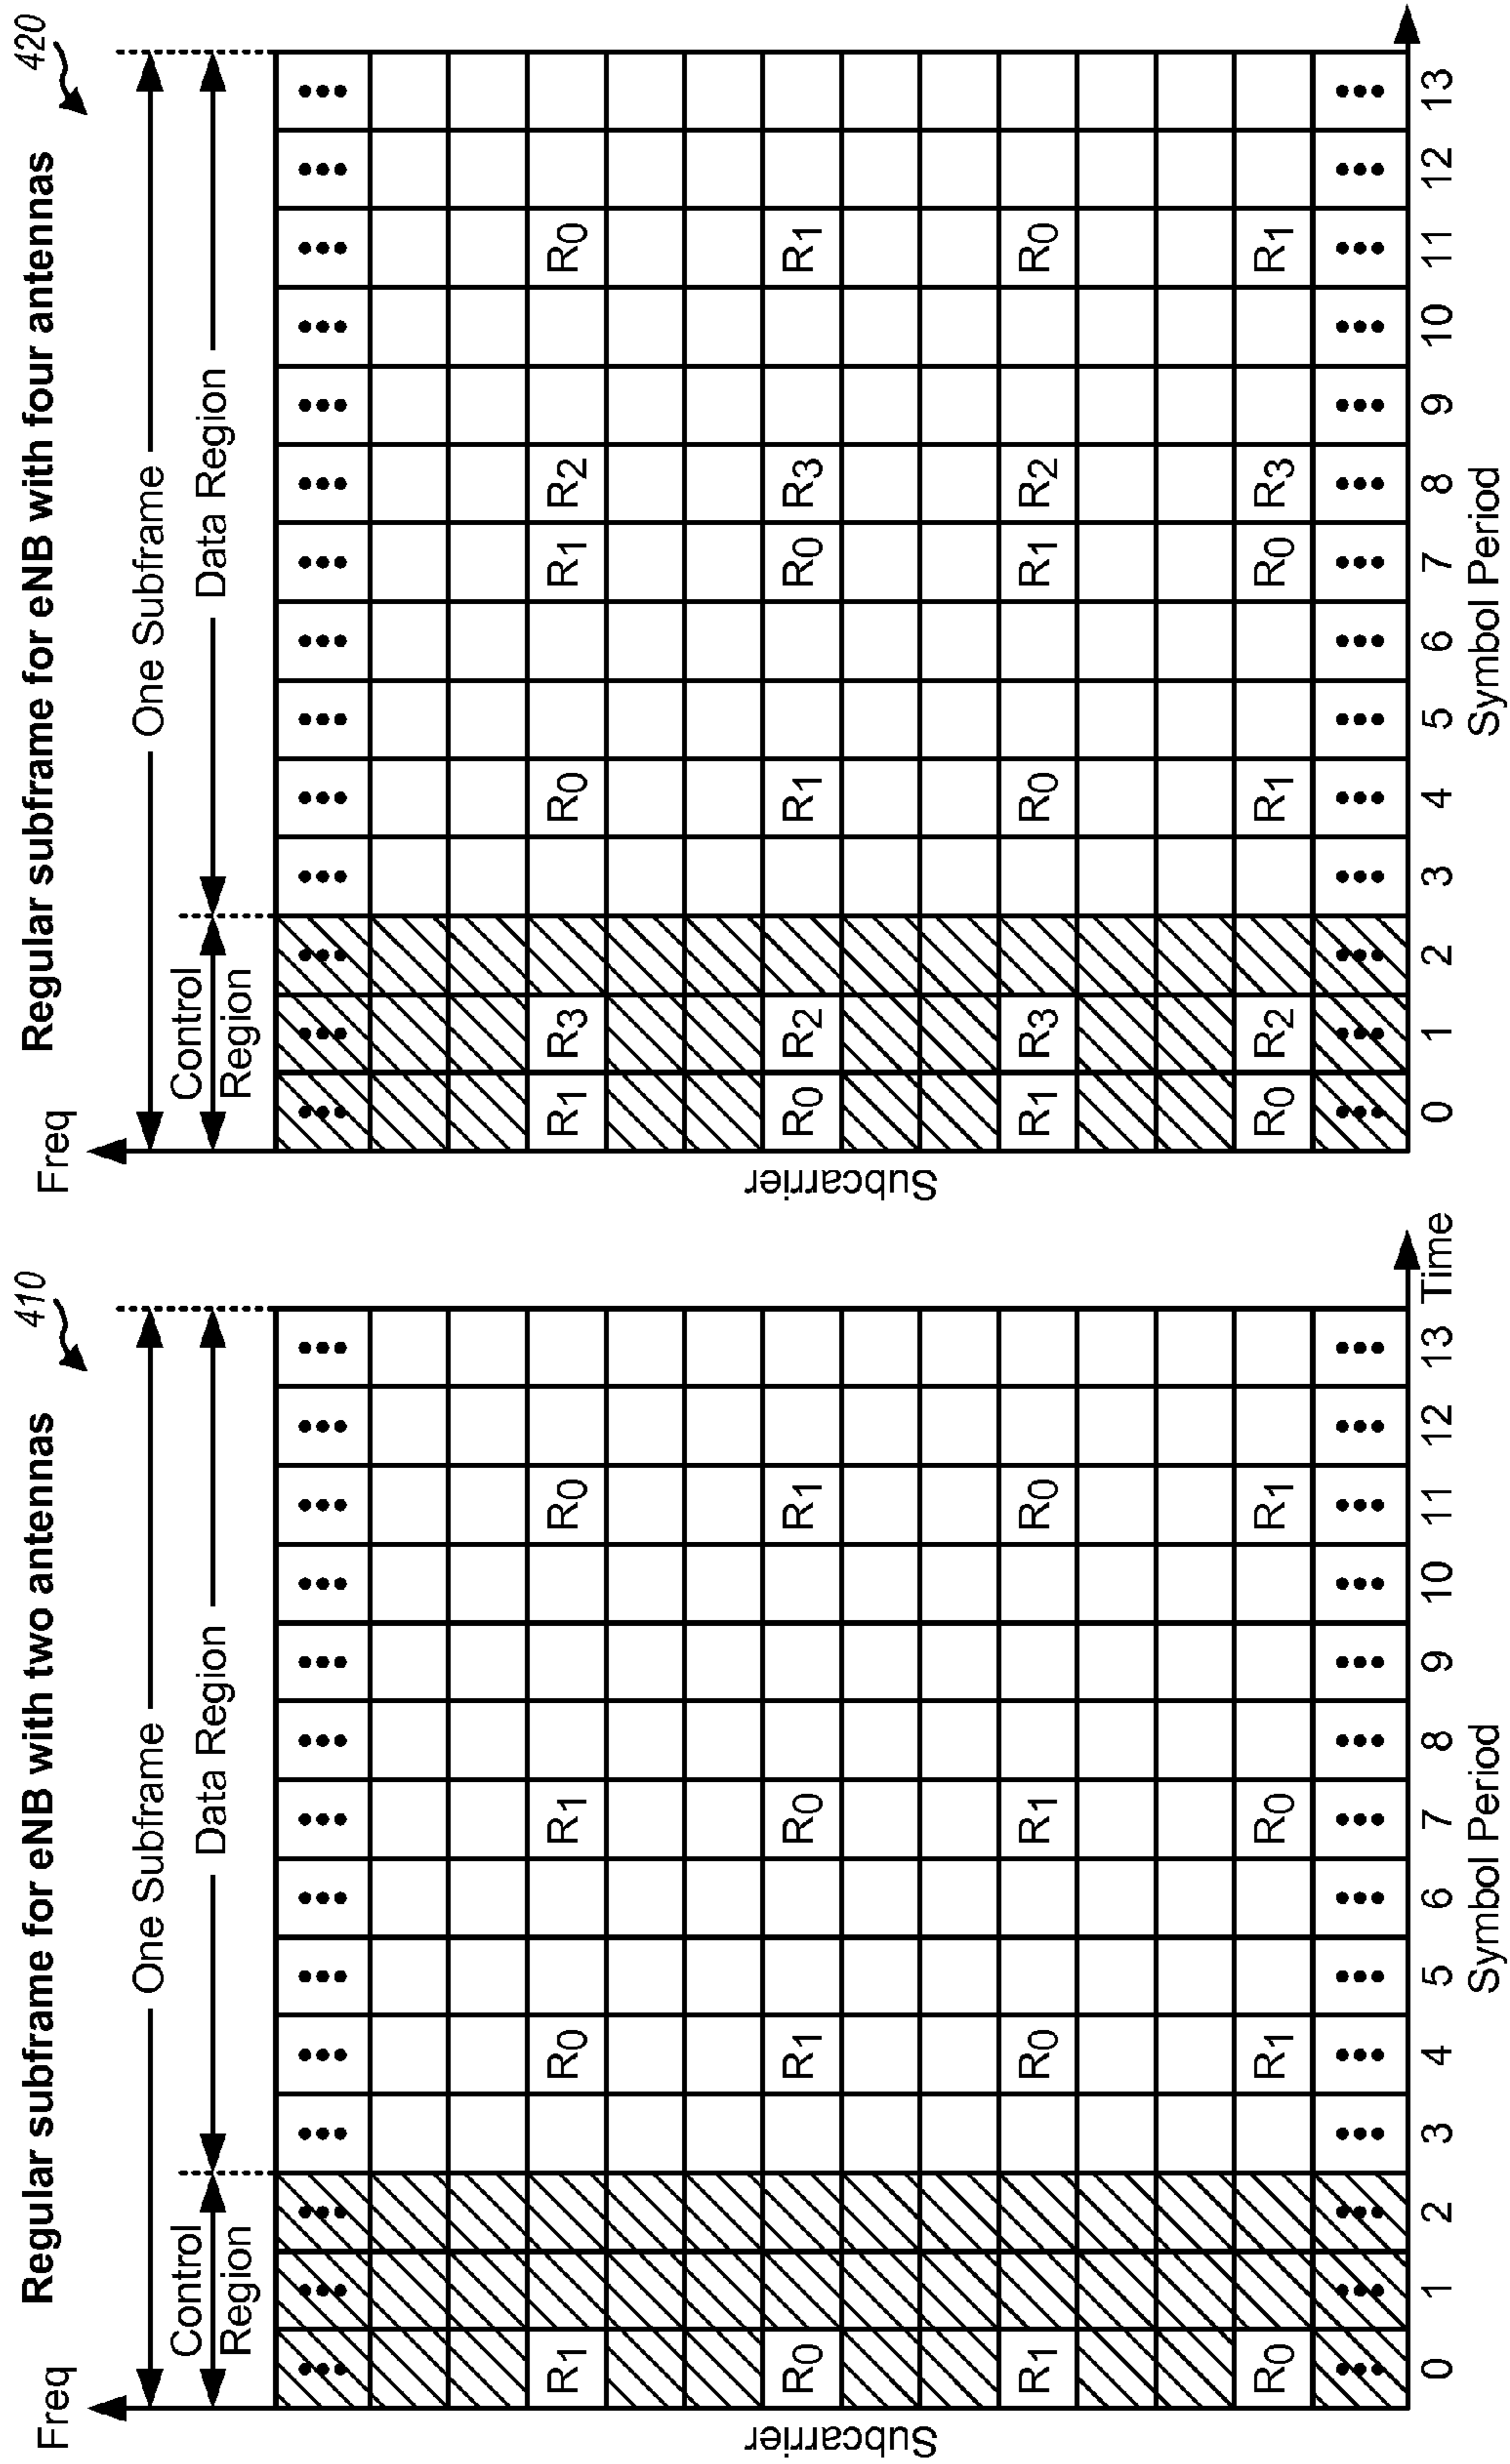 Regular subframe for eNB with two antennas
410
Freq
One Subframe
Control
Region
Data Region
Subcarrier
R1 R0 R1 R0
R0 R1 R0 R1
R1 R0 R1 R0
R0 R1 R0 R1
0 1 2 3 4 5 6 7 8 9 10 11 12 13
Time
Symbol Period
Regular subframe for eNB with four antennas
420
Freq
One Subframe
Control
Region
Data Region
Subcarrier
R1 R0 R1 R0
R3 R2 R3 R2
R0 R1 R0 R1
R1 R0 R1 R0
R2 R3 R2 R3
R0 R1 R0 R1
0 1 2 3 4 5 6 7 8 9 10 11 12 13
Symbol Period